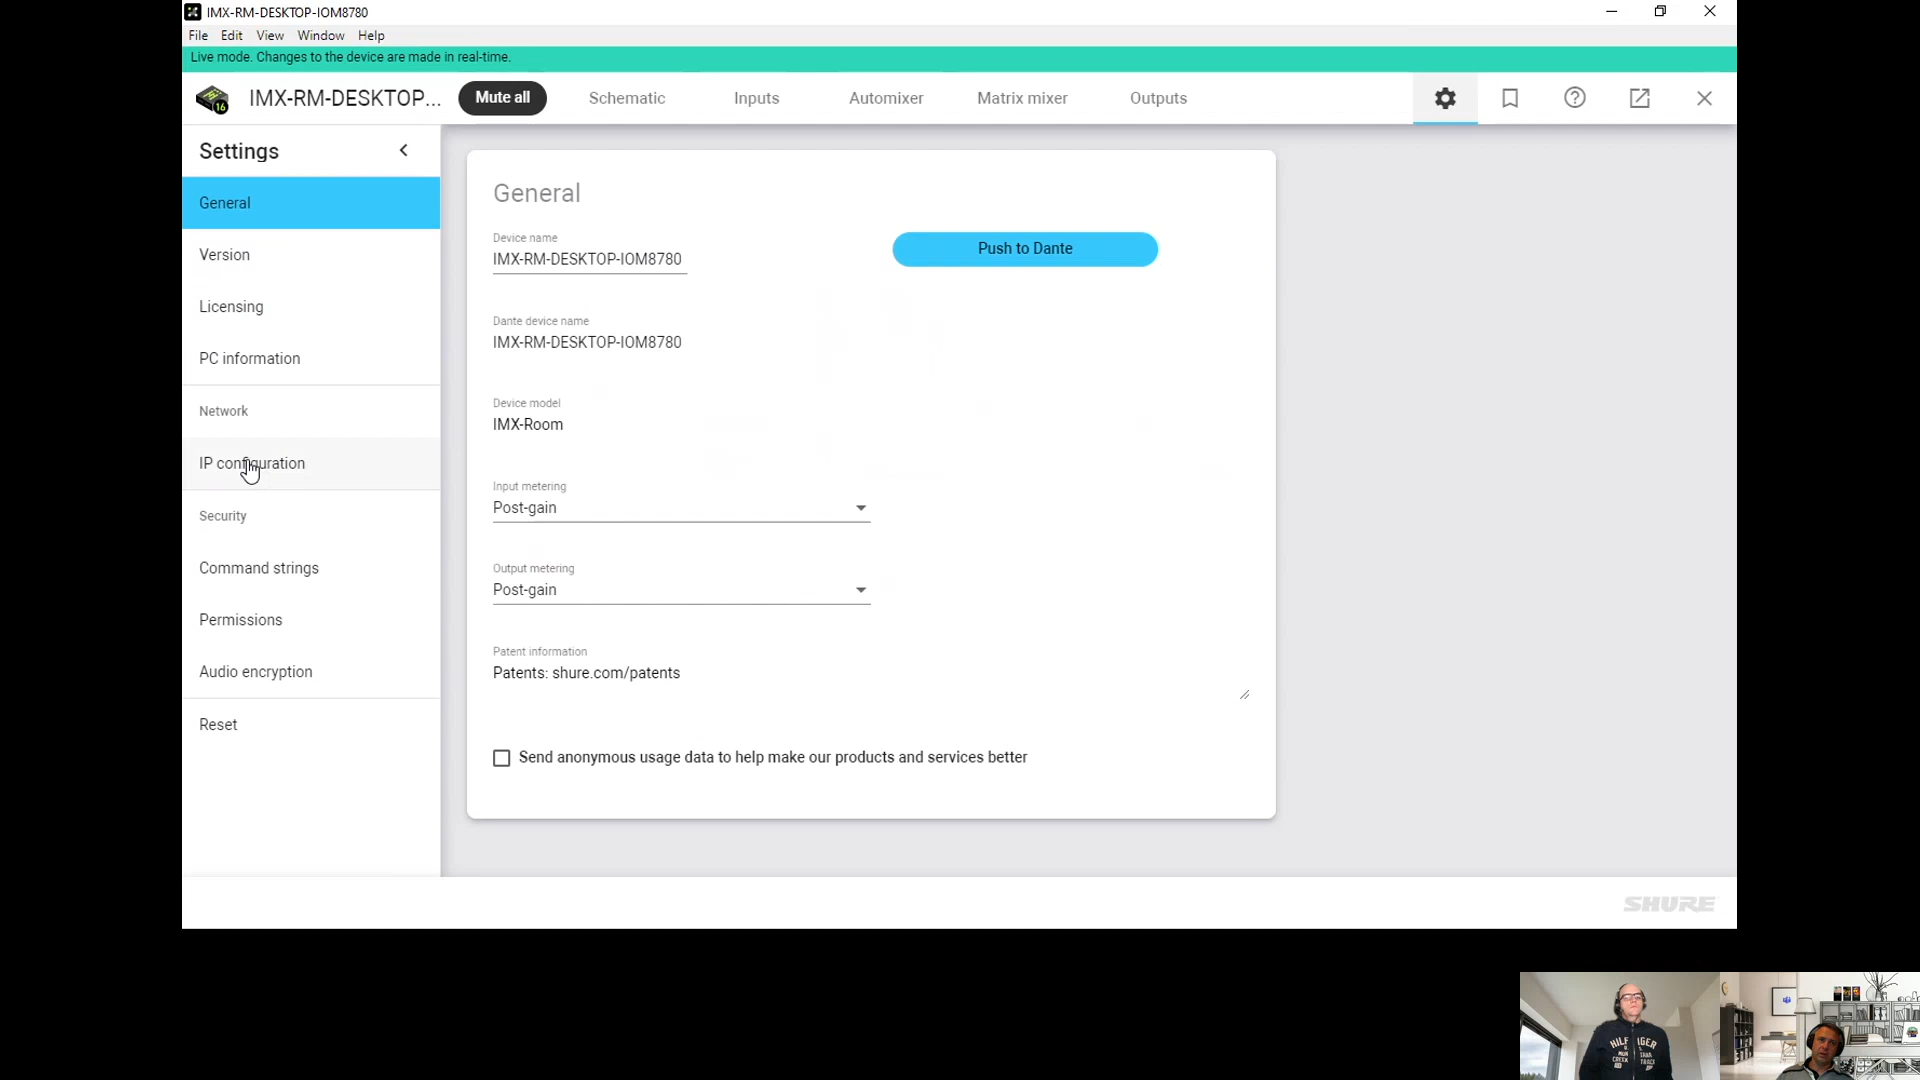 IMX-RM-DESKTOP-IOM8780
File Edit View Window Help
Live mode. Changes to the device are made in real-time.
16
IMX-RM-DESKTOP... Mute all Schematic Inputs Automixer Matrix mixer Outputs
Settings
General
Version
Licensing
PC information
Network
IP configuration
Security
Command strings
Permissions
Audio encryption
Reset
General
Device name
IMX-RM-DESKTOP-IOM8780
Push to Dante
Dante device name
IMX-RM-DESKTOP-IOM8780
Device model
IMX-Room
Input metering
Post-gain
Output metering
Post-gain
Patent information
Patents: shure.com/patents
Send anonymous usage data to help make our products and services better
SHURE